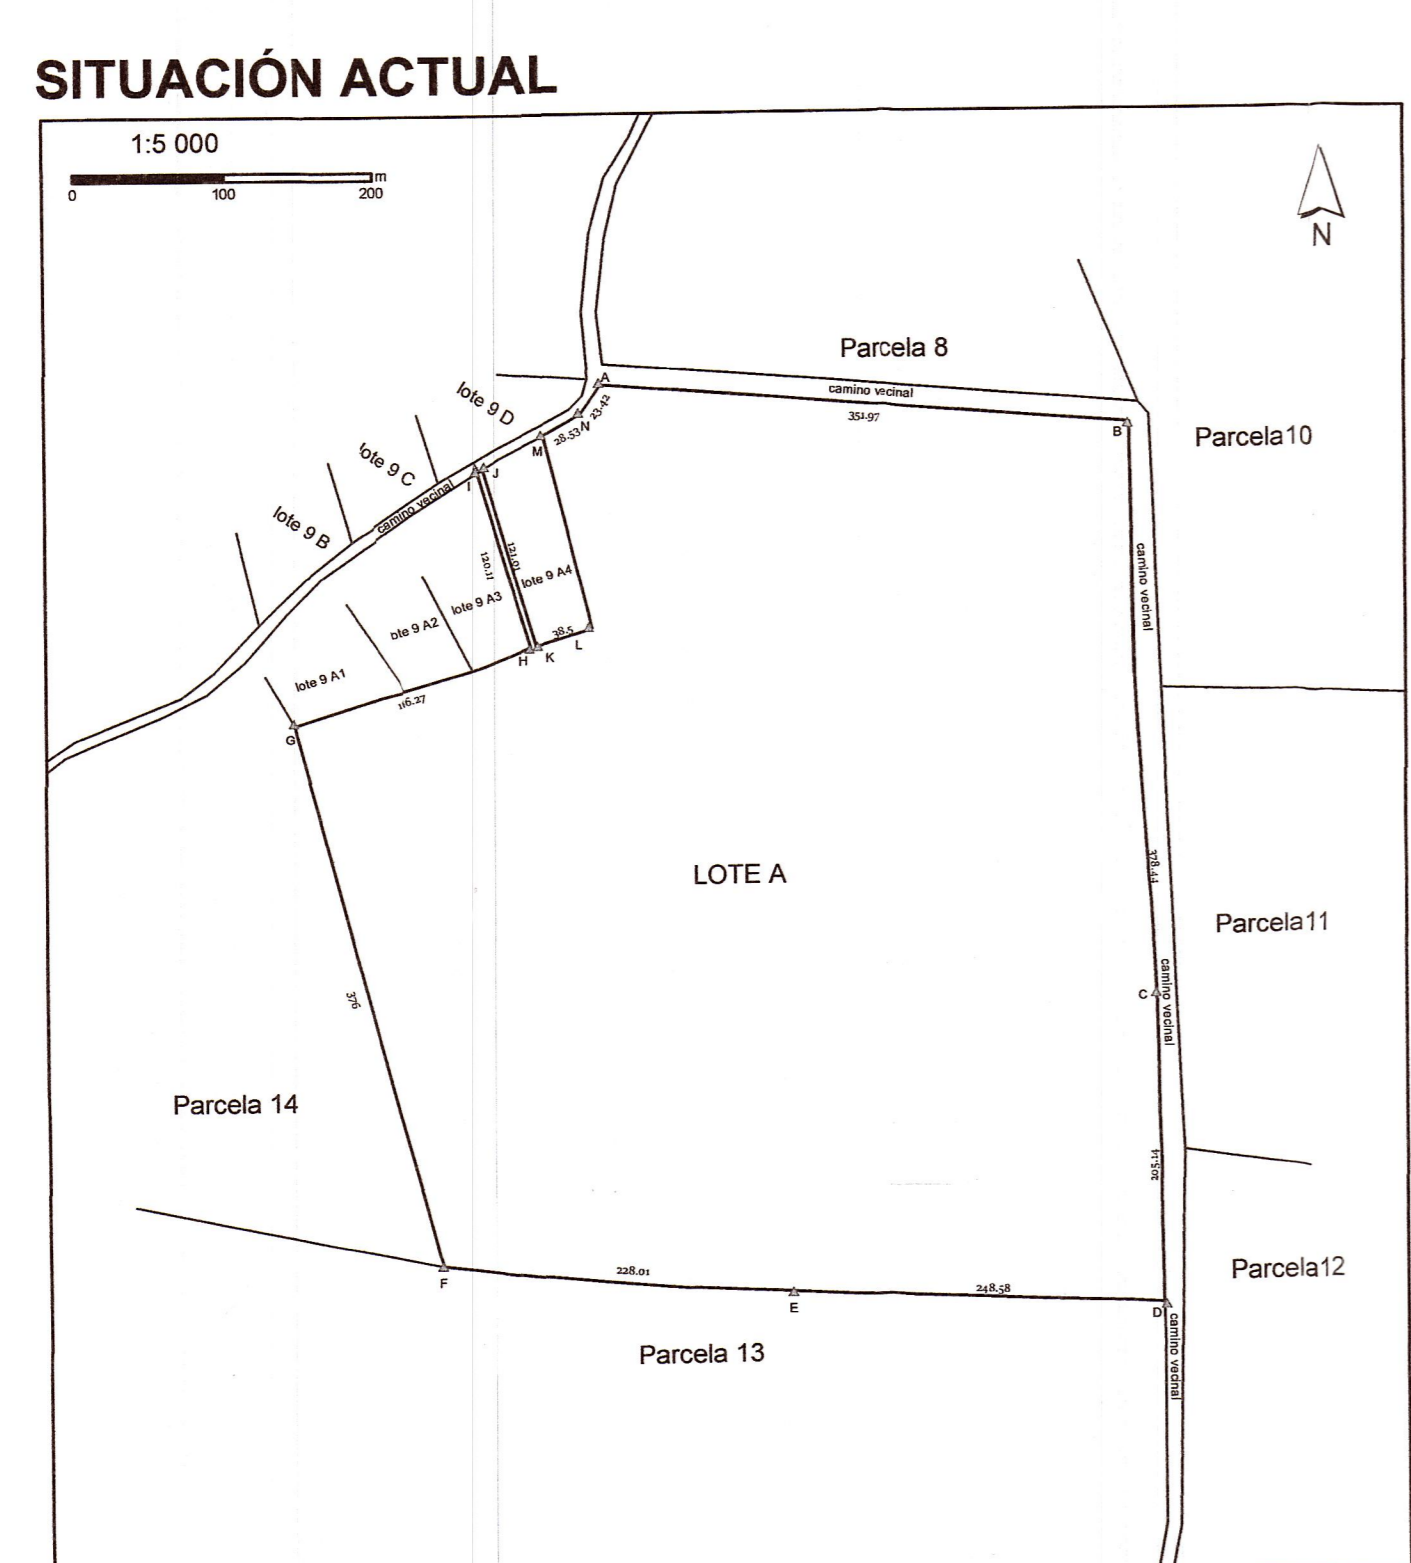 SITUACIÓN ACTUAL
1:5 000
m
0 100 200
N
Parcela 8
camino vecinal
351.97
A
23.42
N
28.53
M
B
Parcela10
lote 9 D
lote 9 C
lote 9 B
camino vecinal
I
J
120.11
121.01
lote 9 A4
lote 9 A3
lote 9 A2
lote 9 A1
38.5
H
K
L
116.27
G
camino vecinal
LOTE A
378.44
Parcela11
C
camino vecinal
376
Parcela 14
205.14
Parcela12
F
228.01
E
248.58
D
camino vecinal
Parcela 13